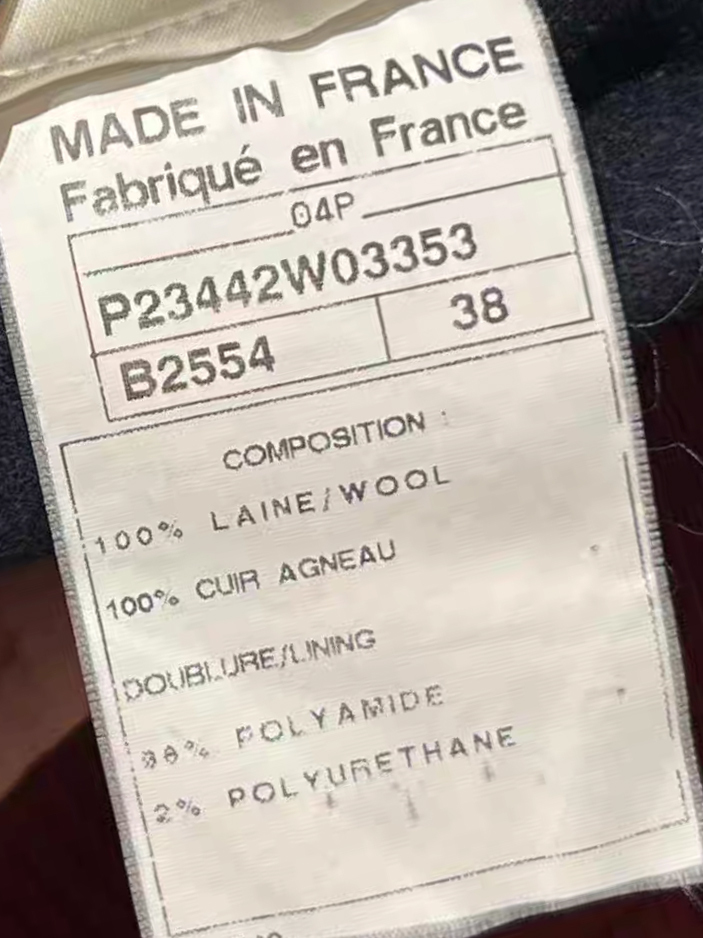 MADE IN FRANCE
Fabriqué en France
04P
P23442W03353
B2554 38
COMPOSITION :
100% LAINE/WOOL
100% CUIR AGNEAU
DOUBLURE/LINING
POLYAMIDE
2% POLYURETHANE